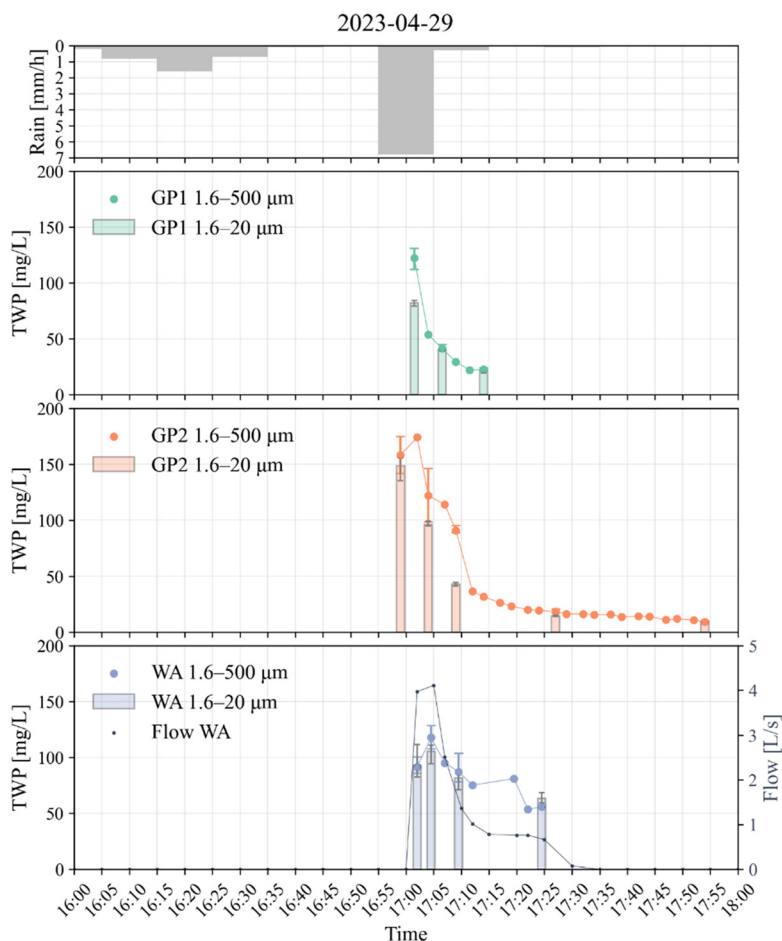 2023-04-29
Rain [mm/h]
0
1
2
3
4
5
6
7
TWP [mg/L]
200
150
100
50
0
GP1 1.6–500 μm
GP1 1.6–20 μm
TWP [mg/L]
200
150
100
50
0
GP2 1.6–500 μm
GP2 1.6–20 μm
TWP [mg/L]
200
150
100
50
0
WA 1.6–500 μm
WA 1.6–20 μm
Flow WA
5
4
3
2
1
0
Flow [L/s]
16:00 16:05 16:10 16:15 16:20 16:25 16:30 16:35 16:40 16:45 16:50 16:55 17:00 17:05 17:10 17:15 17:20 17:25 17:30 17:35 17:40 17:45 17:50 17:55 18:00
Time